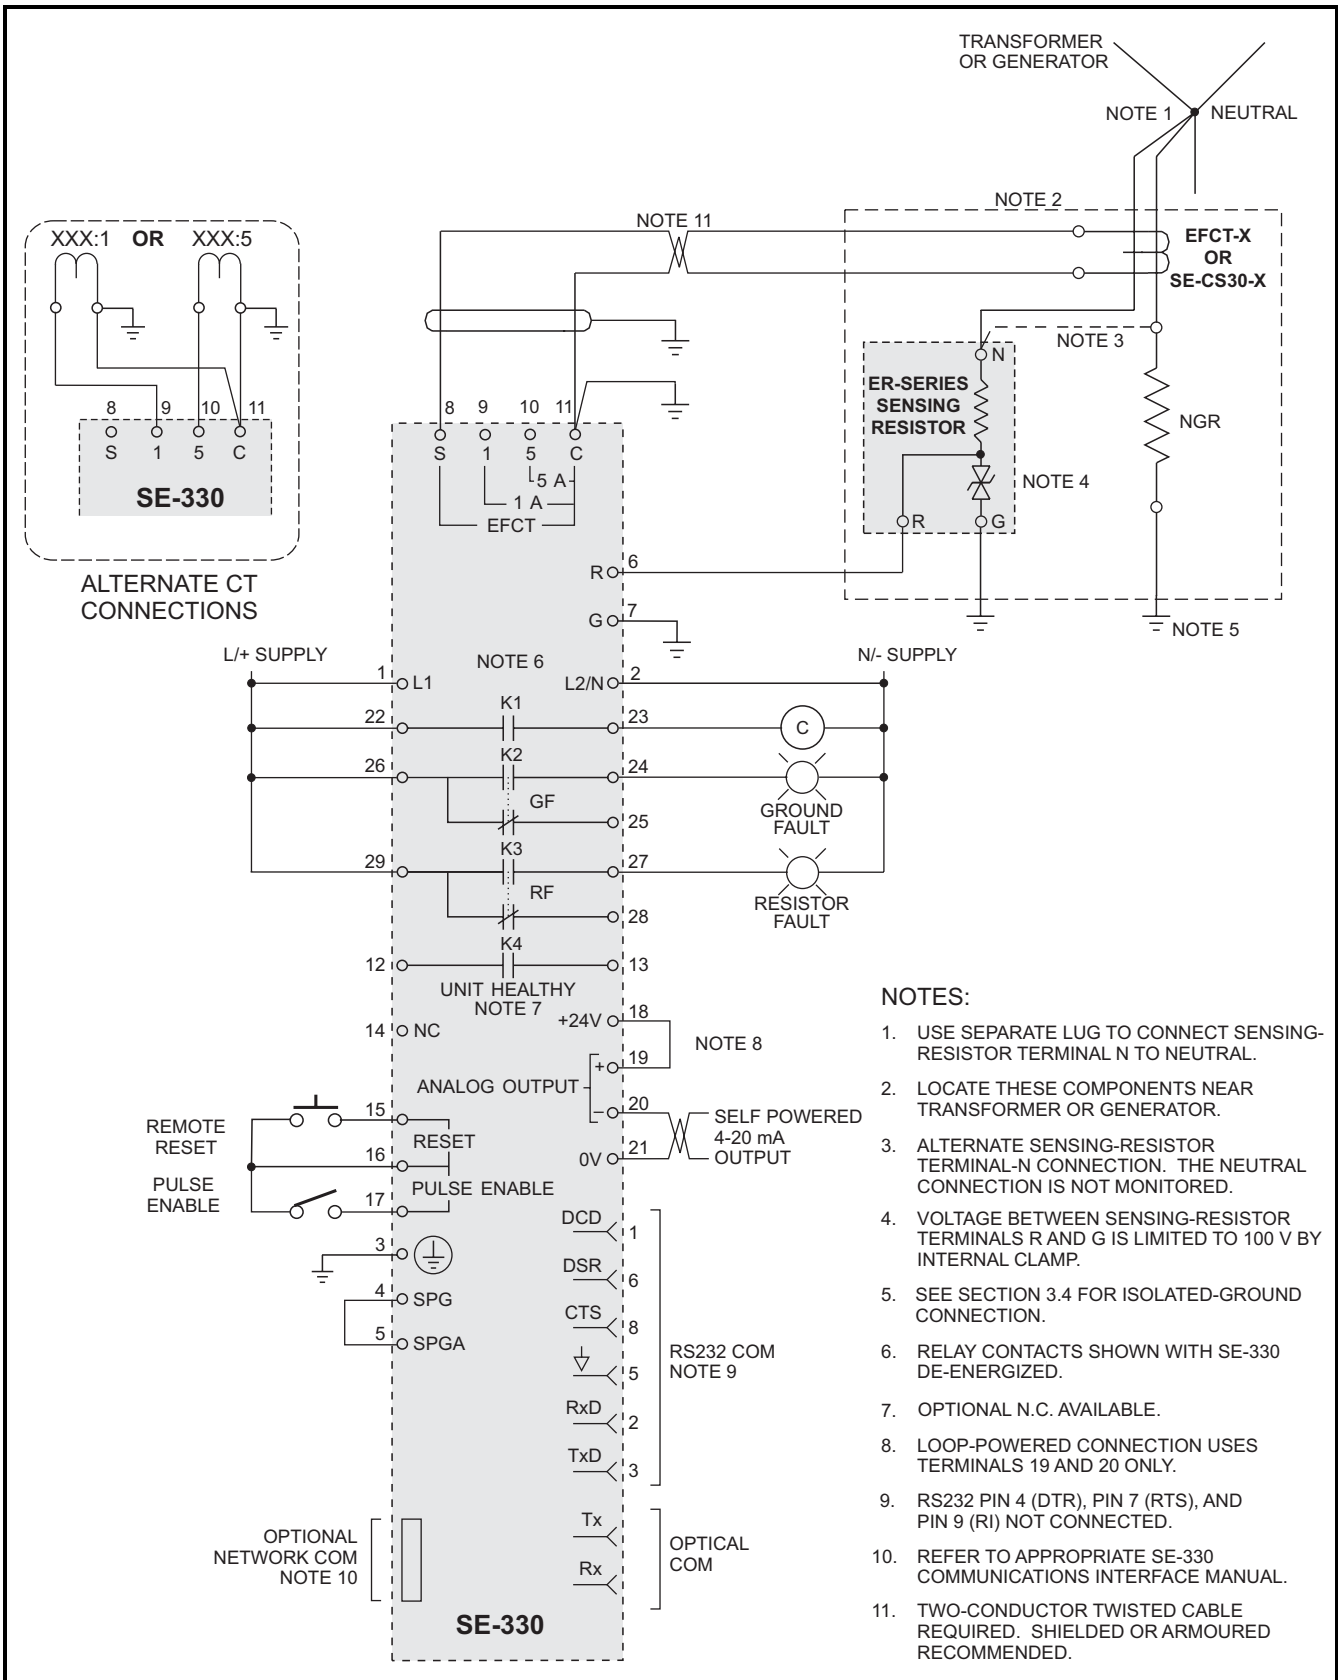 TRANSFORMER
OR GENERATOR
NOTE 1
NEUTRAL
NOTE 2
NOTE 11
EFCT-X
OR
SE-CS30-X
XXX:1 OR XXX:5
8 9 10 11
S 1 5 C
SE-330
ALTERNATE CT
CONNECTIONS
NOTE 3
N
ER-SERIES
SENSING
RESISTOR
NGR
NOTE 4
R
G
NOTE 5
8 9 10 11
S 1 5 C
5 A
1 A
EFCT
R 6
G 7
L/+ SUPPLY
NOTE 6
N/- SUPPLY
1 L1
L2/N 2
22 K1 23
C
26 K2 24
GF
25
GROUND
FAULT
29 K3 27
RF
28
RESISTOR
FAULT
12 K4 13
UNIT HEALTHY
NOTE 7
14 NC
+24V 18
NOTE 8
+ 19
ANALOG OUTPUT
– 20
0V 21
SELF POWERED
4-20 mA
OUTPUT
REMOTE
RESET
15
RESET
16
PULSE
ENABLE
PULSE ENABLE
17
3
4 SPG
5 SPGA
DCD 1
DSR 6
CTS 8
5
RxD 2
TxD 3
RS232 COM
NOTE 9
OPTIONAL
NETWORK COM
NOTE 10
Tx
Rx
OPTICAL
COM
SE-330
NOTES:
1. USE SEPARATE LUG TO CONNECT SENSING-
RESISTOR TERMINAL N TO NEUTRAL.
2. LOCATE THESE COMPONENTS NEAR
TRANSFORMER OR GENERATOR.
3. ALTERNATE SENSING-RESISTOR
TERMINAL-N CONNECTION. THE NEUTRAL
CONNECTION IS NOT MONITORED.
4. VOLTAGE BETWEEN SENSING-RESISTOR
TERMINALS R AND G IS LIMITED TO 100 V BY
INTERNAL CLAMP.
5. SEE SECTION 3.4 FOR ISOLATED-GROUND
CONNECTION.
6. RELAY CONTACTS SHOWN WITH SE-330
DE-ENERGIZED.
7. OPTIONAL N.C. AVAILABLE.
8. LOOP-POWERED CONNECTION USES
TERMINALS 19 AND 20 ONLY.
9. RS232 PIN 4 (DTR), PIN 7 (RTS), AND
PIN 9 (RI) NOT CONNECTED.
10. REFER TO APPROPRIATE SE-330
COMMUNICATIONS INTERFACE MANUAL.
11. TWO-CONDUCTOR TWISTED CABLE
REQUIRED. SHIELDED OR ARMOURED
RECOMMENDED.